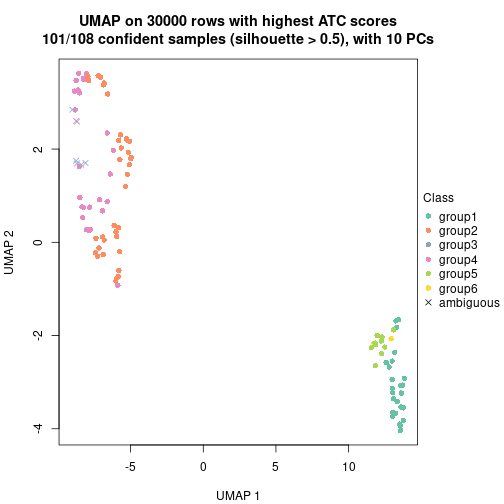 UMAP on 30000 rows with highest ATC scores
101/108 confident samples (silhouette > 0.5), with 10 PCs
UMAP 2
2
0
-2
-4
-5
0
5
10
UMAP 1
Class
group1
group2
group3
group4
group5
group6
ambiguous